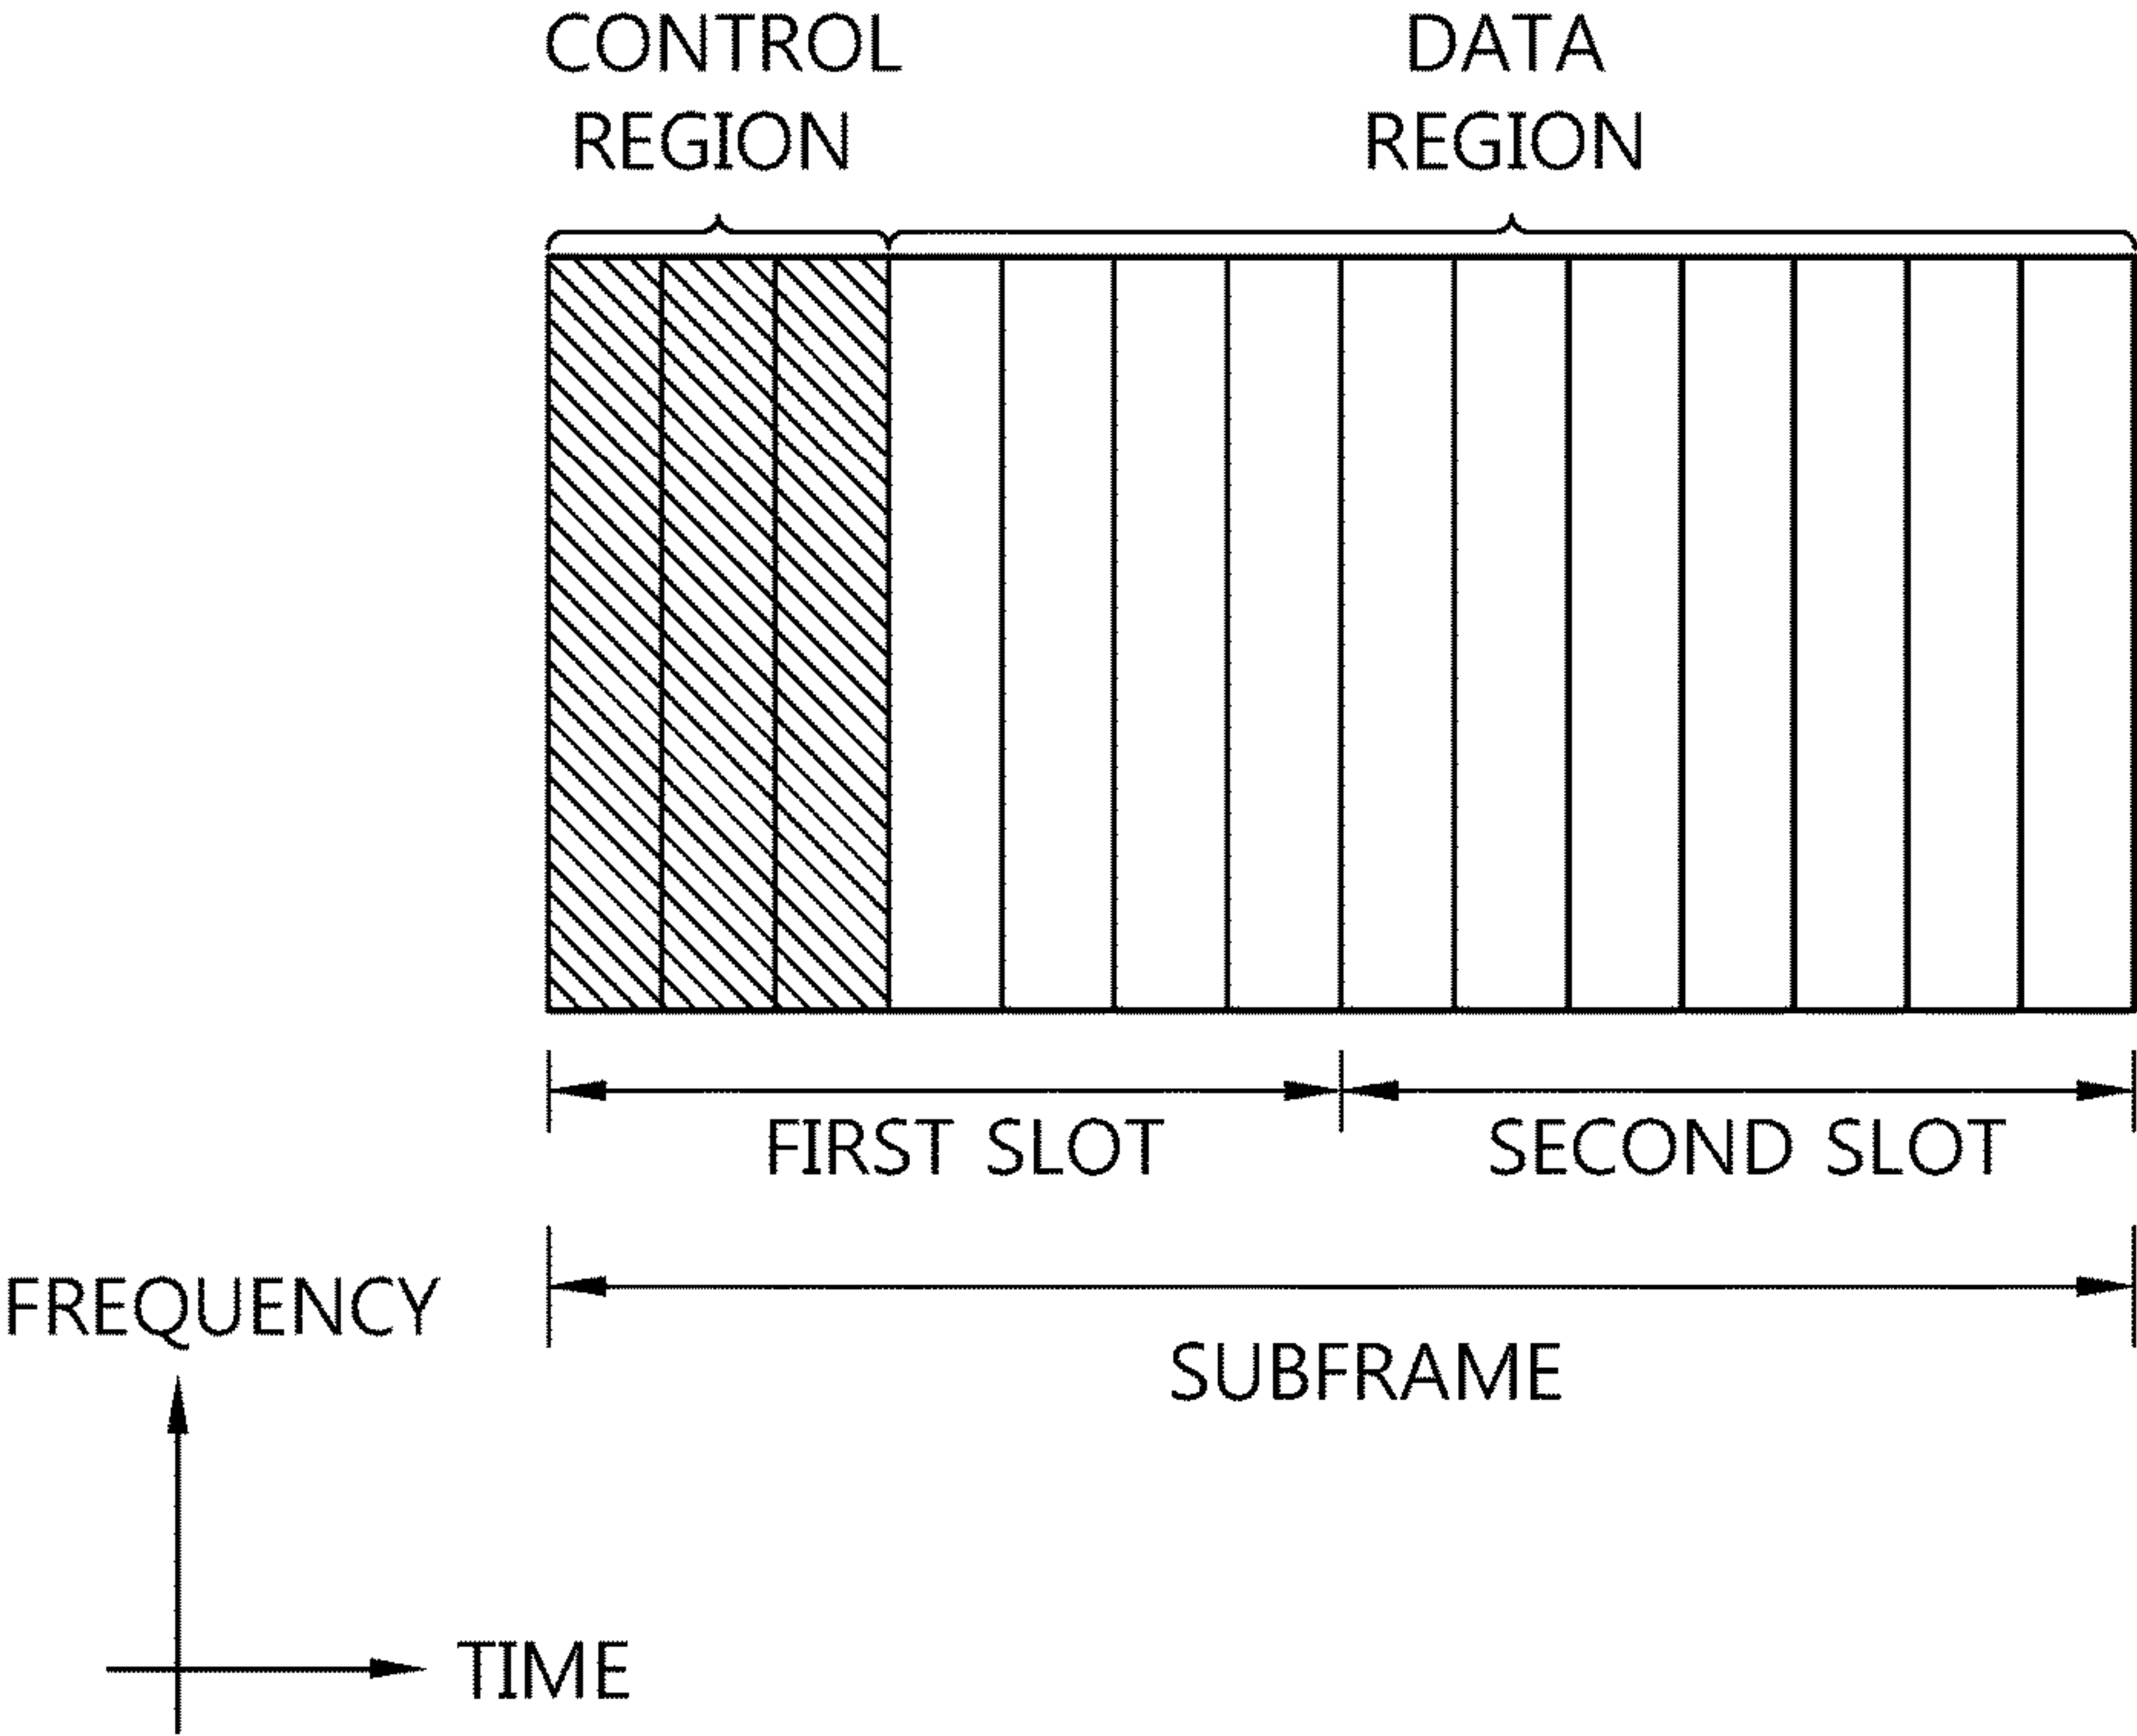 CONTROL
REGION
DATA
REGION
FIRST SLOT
SECOND SLOT
SUBFRAME
FREQUENCY
TIME